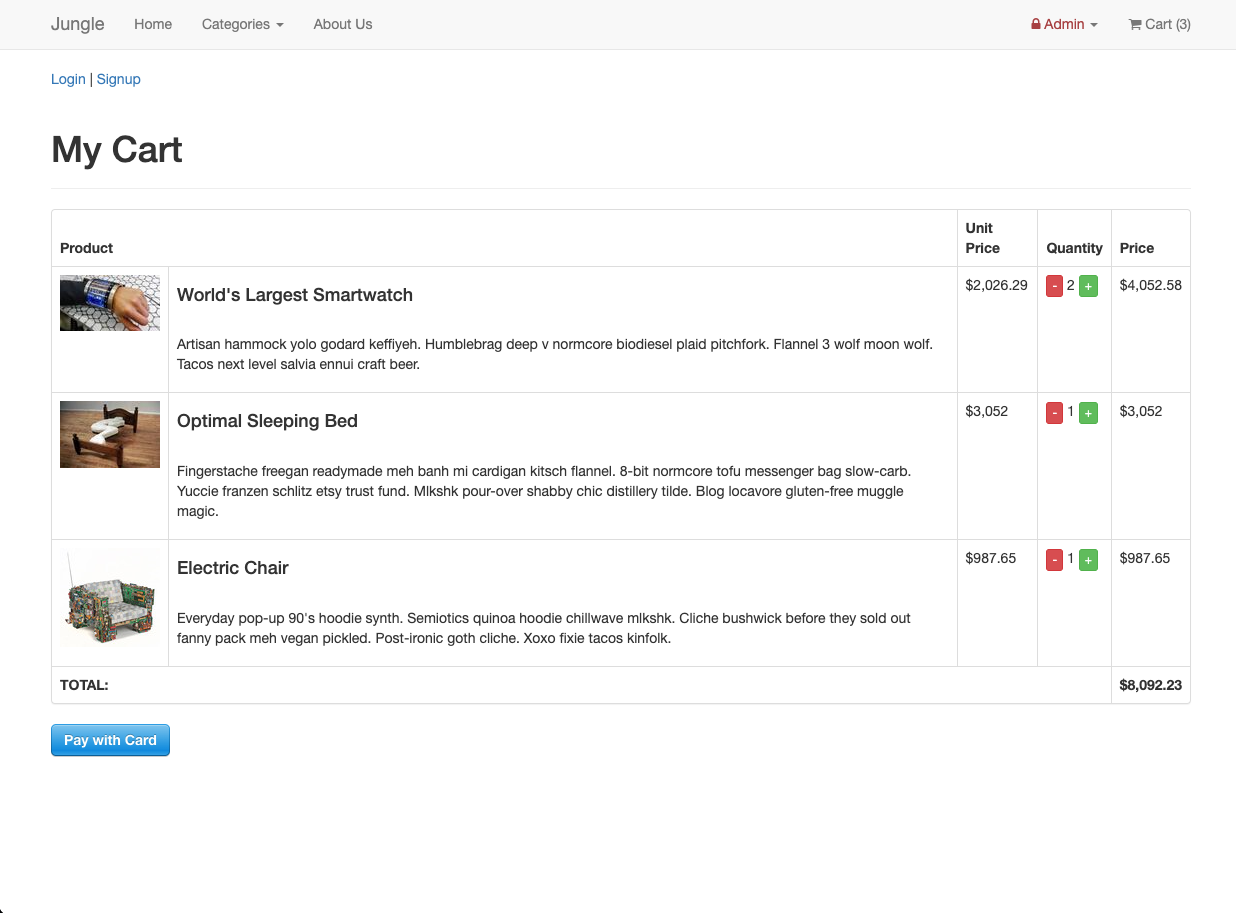 Jungle Home Categories About Us Admin Cart (3)
Login | Signup
My Cart
Product Unit Price Quantity Price
World's Largest Smartwatch $2,026.29 - 2 + $4,052.58
Artisan hammock yolo godard keffiyeh. Humblebrag deep v normcore biodiesel plaid pitchfork. Flannel 3 wolf moon wolf.
Tacos next level salvia ennui craft beer.
Optimal Sleeping Bed $3,052 - 1 + $3,052
Fingerstache freegan readymade meh banh mi cardigan kitsch flannel. 8-bit normcore tofu messenger bag slow-carb.
Yuccie franzen schlitz etsy trust fund. Mlkshk pour-over shabby chic distillery tilde. Blog locavore gluten-free muggle
magic.
Electric Chair $987.65 - 1 + $987.65
Everyday pop-up 90's hoodie synth. Semiotics quinoa hoodie chillwave mlkshk. Cliche bushwick before they sold out
fanny pack meh vegan pickled. Post-ironic goth cliche. Xoxo fixie tacos kinfolk.
TOTAL: $8,092.23
Pay with Card